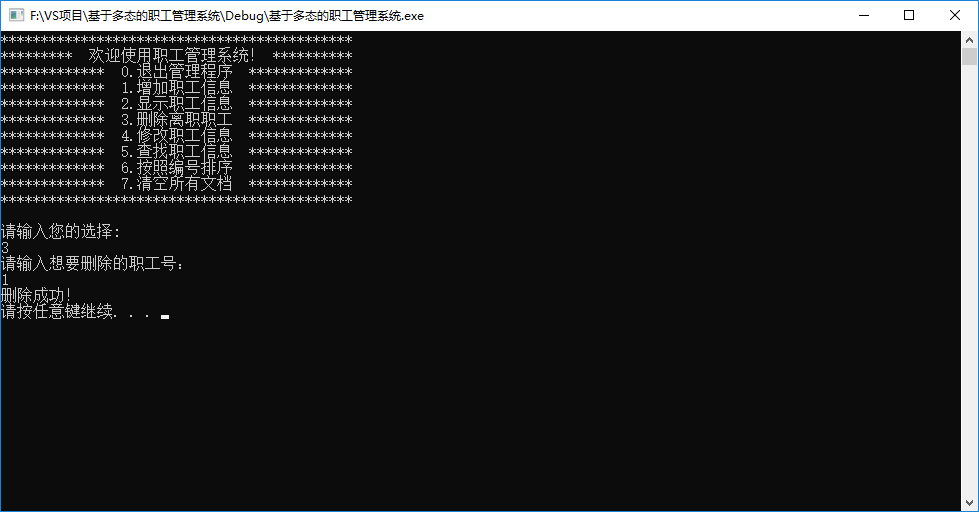 F:\VS项目\基于多态的职工管理系统\Debug\基于多态的职工管理系统.exe
********************************************
*********  欢迎使用职工管理系统!  **********
*************  0.退出管理程序  *************
*************  1.增加职工信息  *************
*************  2.显示职工信息  *************
*************  3.删除离职职工  *************
*************  4.修改职工信息  *************
*************  5.查找职工信息  *************
*************  6.按照编号排序  *************
*************  7.清空所有文档  *************
********************************************
请输入您的选择:
3
请输入想要删除的职工号:
1
删除成功!
请按任意键继续. . .